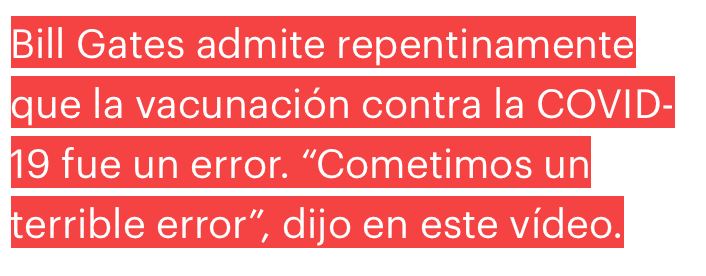 Bill Gates admite repentinamente
que la vacunación contra la COVID-
19 fue un error. “Cometimos un
terrible error”, dijo en este vídeo.